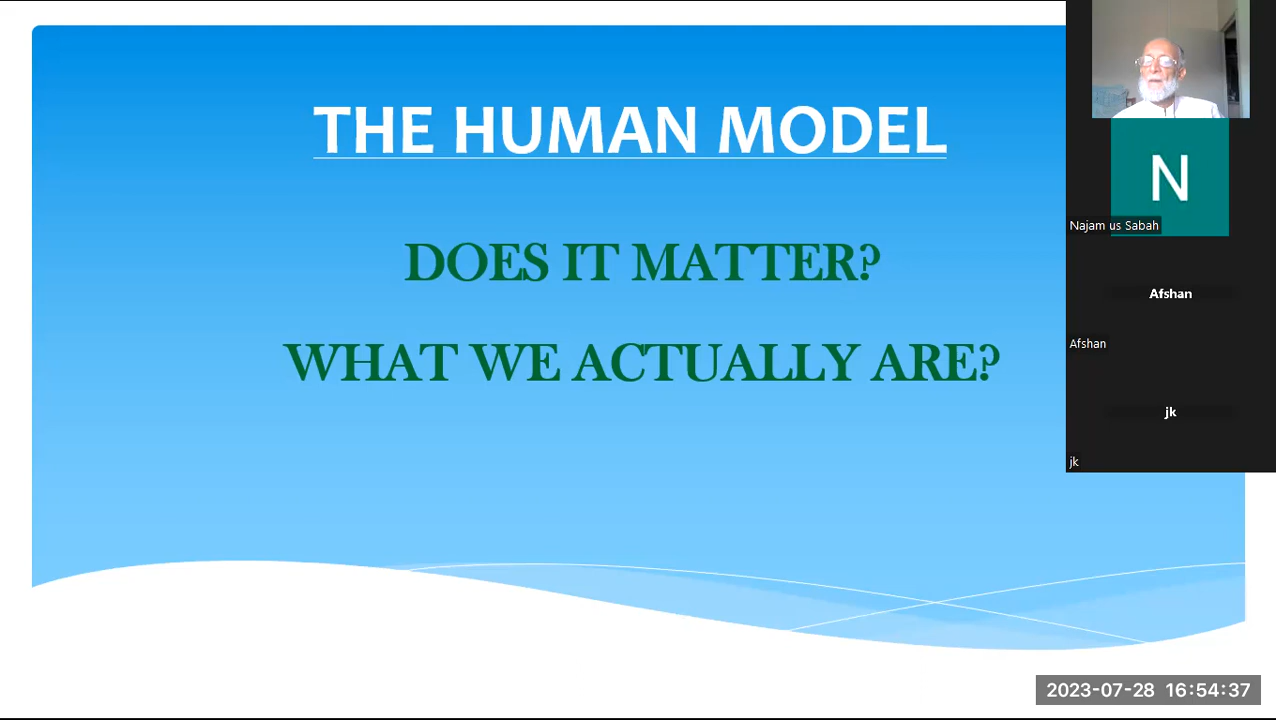 THE HUMAN MODEL
DOES IT MATTER?
WHAT WE ACTUALLY ARE?
N
Najam us Sabah
Afshan
Afshan
jk
jk
2023-07-28 16:54:37